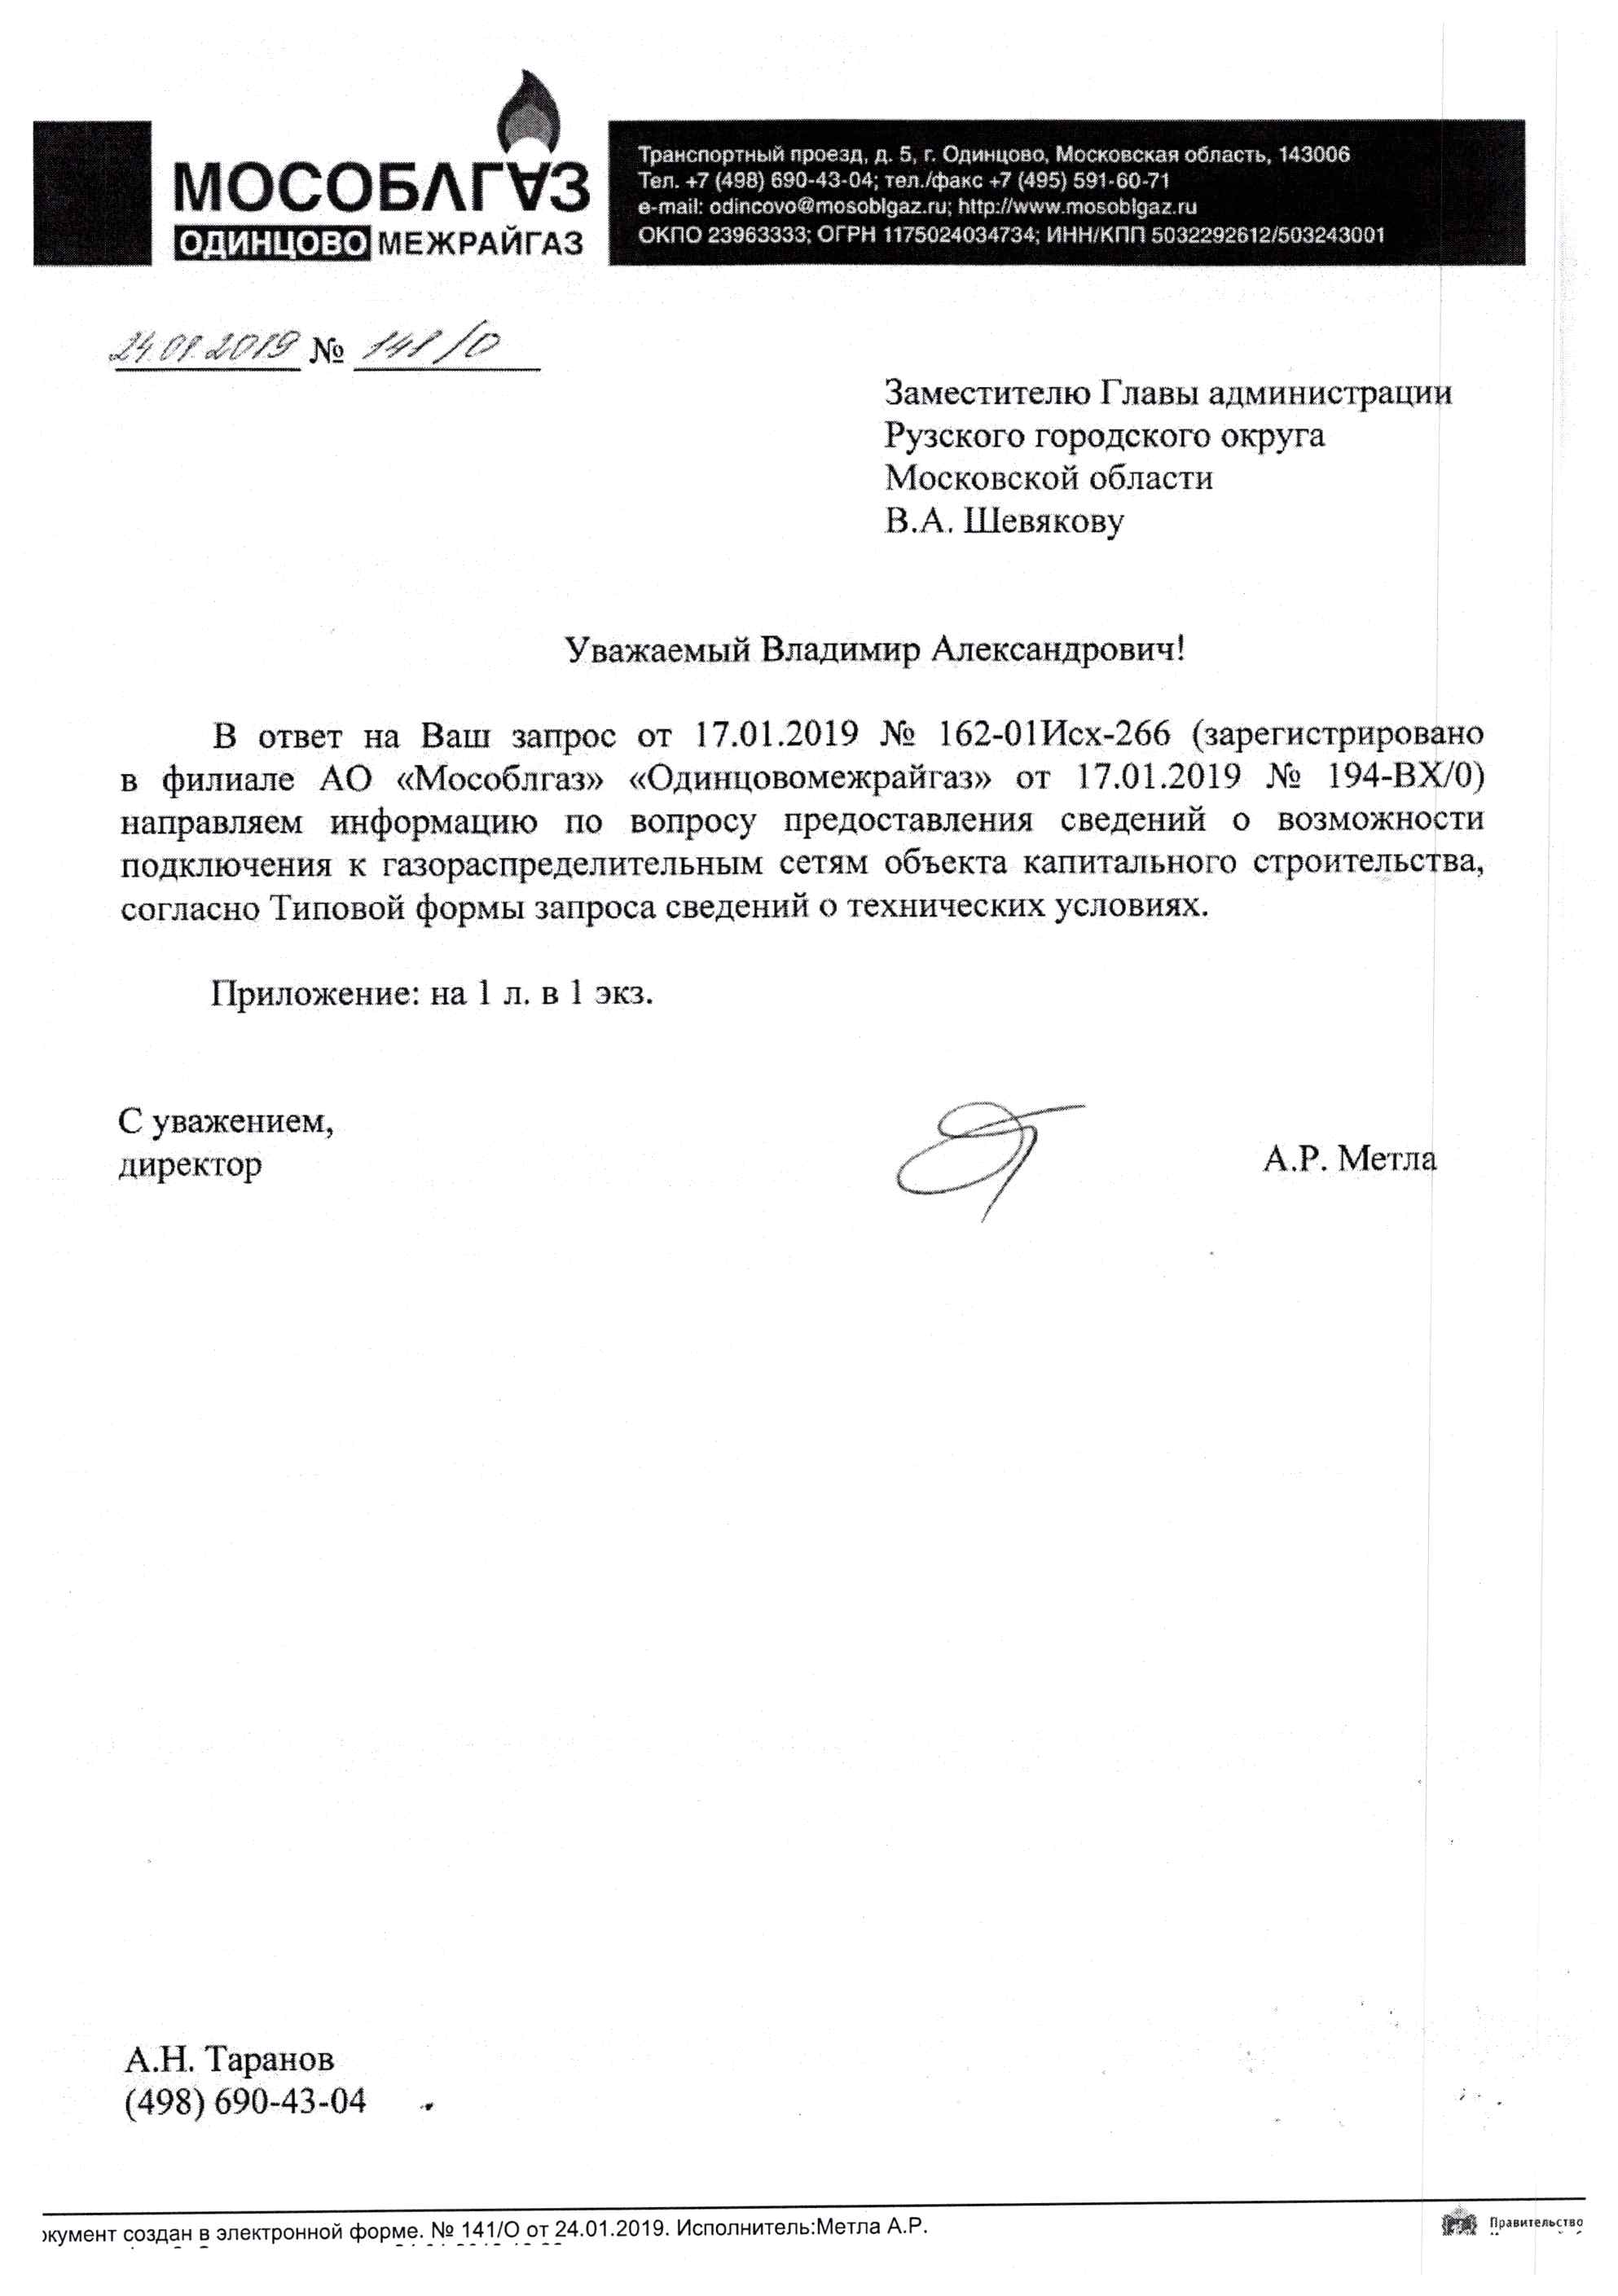 МОСОБЛГАЗ
ОДИНЦОВО МЕЖРАЙГАЗ
Транспортный проезд, д. 5, г. Одинцово, Московская область, 143006
Тел. +7 (498) 690-43-04; тел./факс +7 (495) 591-60-71
e-mail: odincovo@mosoblgaz.ru; http://www.mosoblgaz.ru
ОКПО 23963333; ОГРН 1175024034734; ИНН/КПП 5032292612/503243001
24.01.2019 № 141/О
Заместителю Главы администрации
Рузского городского округа
Московской области
В.А. Шевякову
Уважаемый Владимир Александрович!
В ответ на Ваш запрос от 17.01.2019 № 162-01Исх-266 (зарегистрировано
в филиале АО «Мособлгаз» «Одинцовомежрайгаз» от 17.01.2019 № 194-ВХ/0)
направляем информацию по вопросу предоставления сведений о возможности
подключения к газораспределительным сетям объекта капитального строительства,
согласно Типовой формы запроса сведений о технических условиях.
Приложение: на 1 л. в 1 экз.
С уважением,
директор
А.Р. Метла
А.Н. Таранов
(498) 690-43-04
окумент создан в электронной форме. № 141/О от 24.01.2019. Исполнитель:Метла А.Р.
Правительство